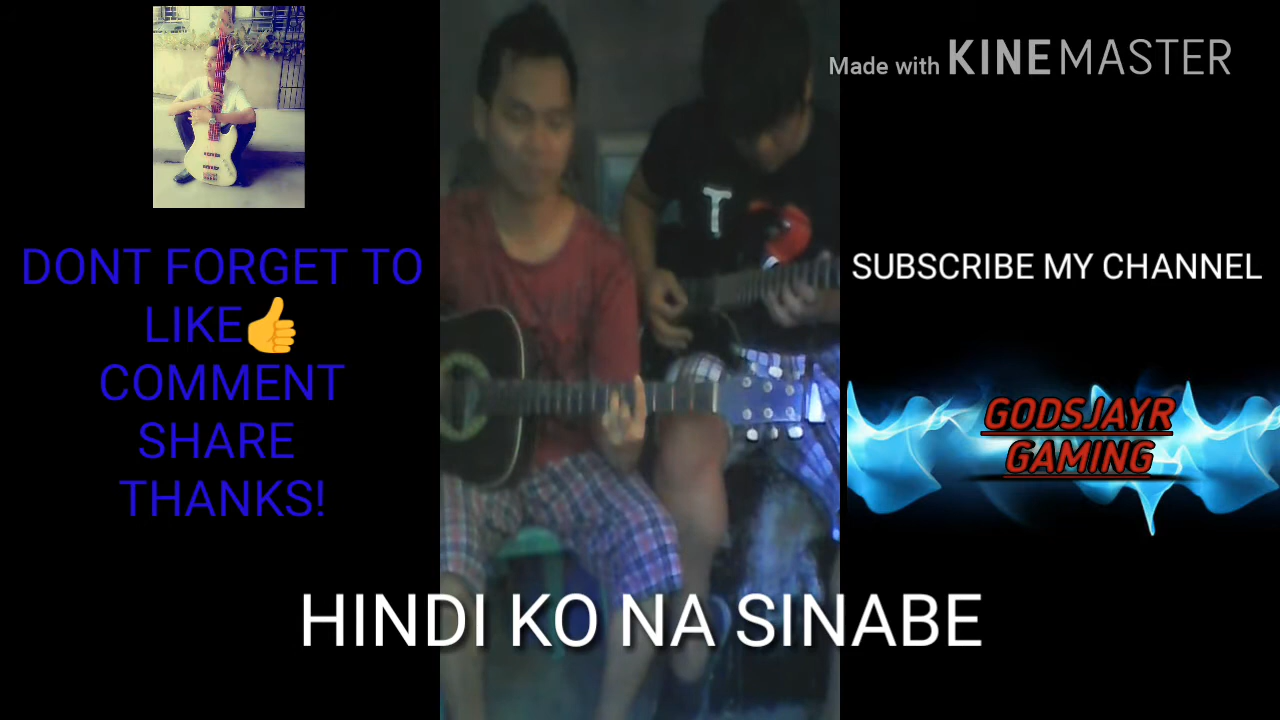 Made with KINEMASTER
DONT FORGET TO
LIKE👍
COMMENT
SHARE
THANKS!
T
SUBSCRIBE MY CHANNEL
GODSJAYR
GAMING
HINDI KO NA SINABE